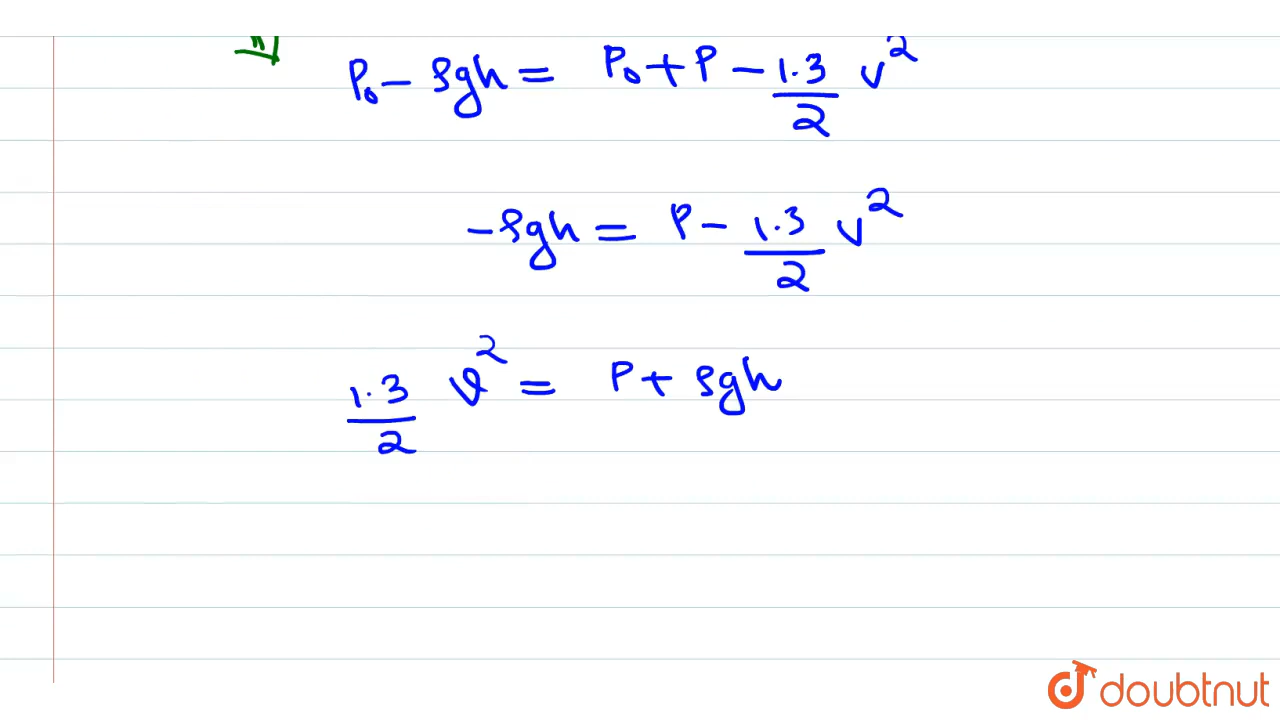 P₀ - ρgh = P₀ + P - 1.3/2 v²
-ρgh = P - 1.3/2 v²
1.3/2 v² = P + ρgh
doubtnut